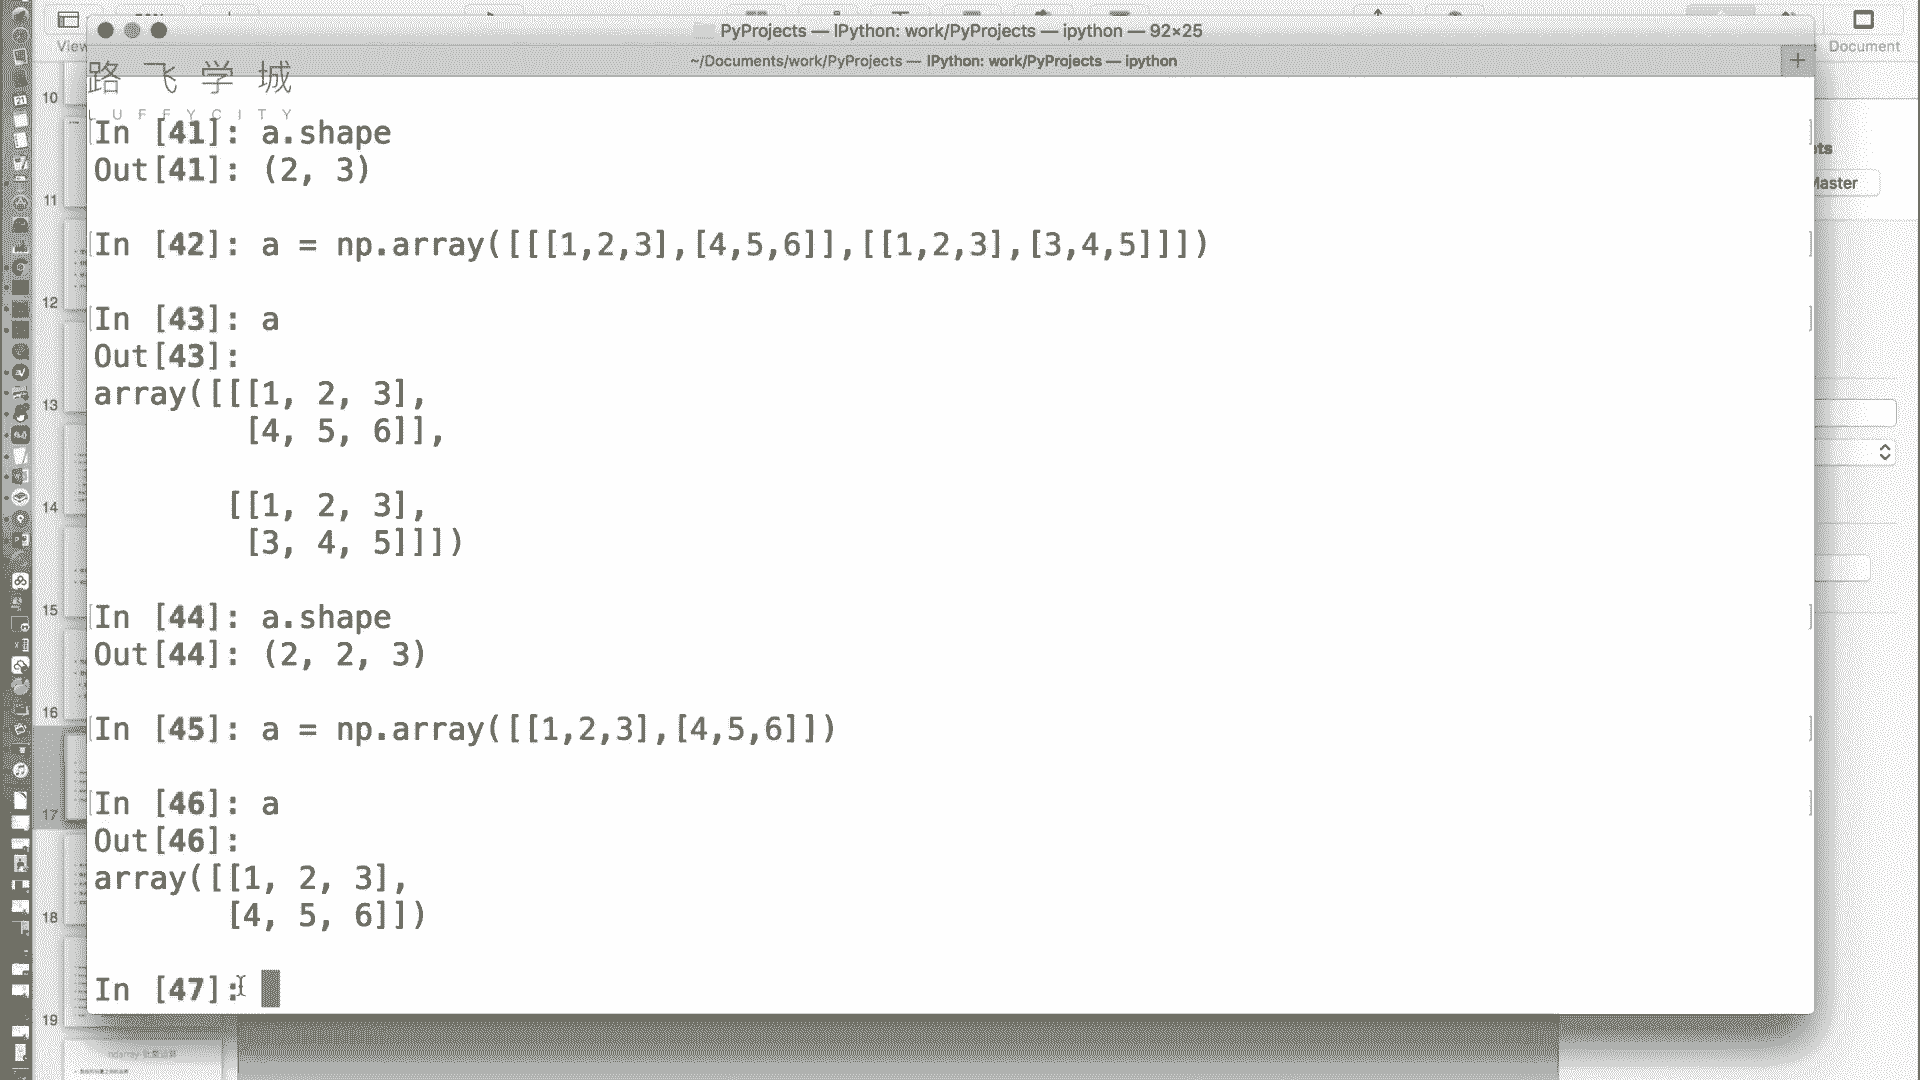 View
Document
PyProjects — IPython: work/PyProjects — ipython — 92×25
~/Documents/work/PyProjects — IPython: work/PyProjects — ipython
路飞学城
LUFFYCITY
In [41]: a.shape
Out[41]: (2, 3)
In [42]: a = np.array([[[1,2,3],[4,5,6]],[[1,2,3],[3,4,5]]])
In [43]: a
Out[43]:
array([[[1, 2, 3],
[4, 5, 6]],
[[1, 2, 3],
[3, 4, 5]]])
In [44]: a.shape
Out[44]: (2, 2, 3)
In [45]: a = np.array([[1,2,3],[4,5,6]])
In [46]: a
Out[46]:
array([[1, 2, 3],
[4, 5, 6]])
In [47]:
10
11
12
13
14
15
16
17
18
19
Master